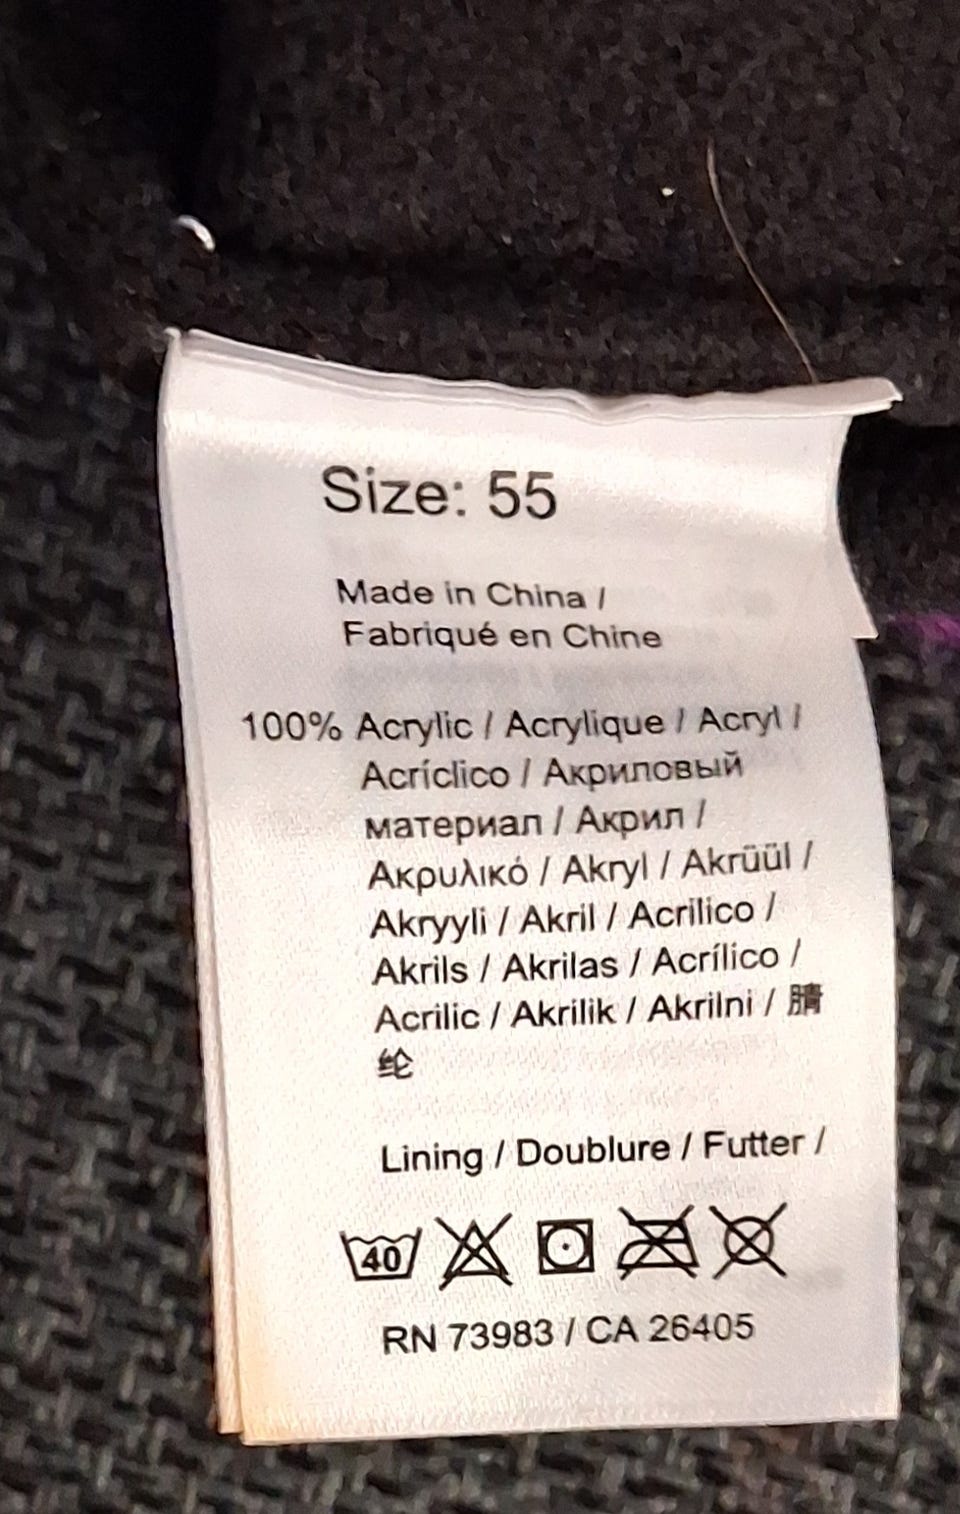 Size: 55
Made in China /
Fabriqué en Chine
100% Acrylic / Acrylique / Acryl /
Acríclico / Акриловый
материал / Акрил /
Ακρυλικό / Akryl / Akrüül /
Akryyli / Akril / Acrilico /
Akrils / Akrilas / Acrílico /
Acrilic / Akrilik / Akrilni / 腈
纶
Lining / Doublure / Futter /
40
RN 73983 / CA 26405